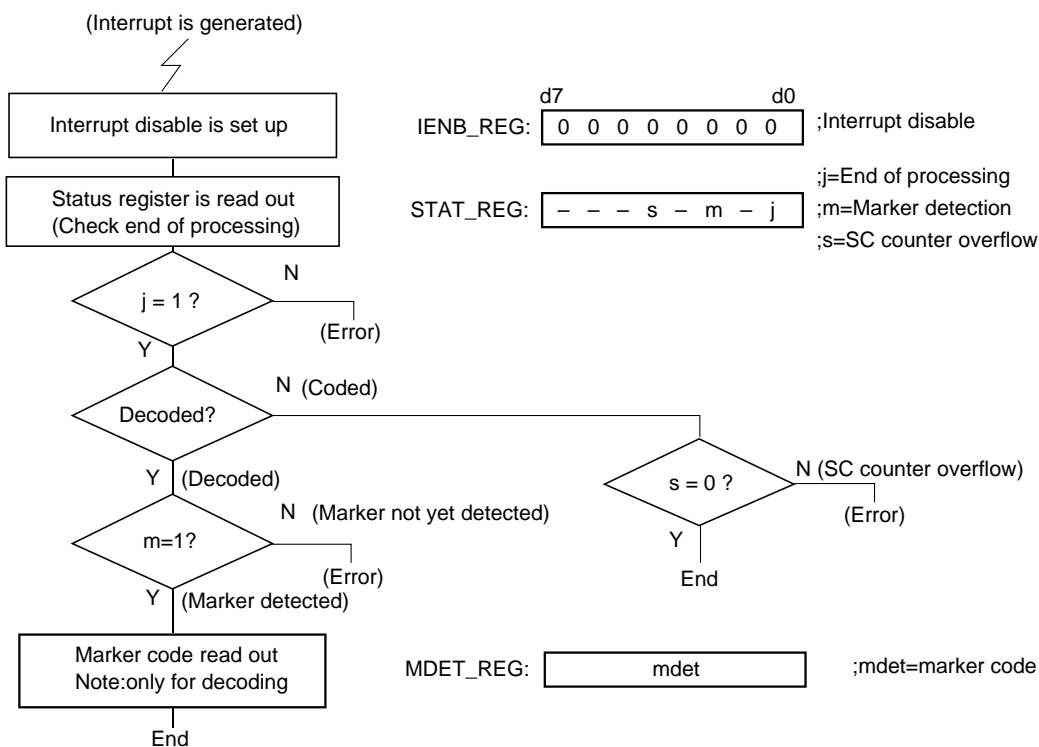 (Interrupt is generated)
d7 d0
Interrupt disable is set up
IENB_REG: 0 0 0 0 0 0 0 0 ;Interrupt disable
Status register is read out
(Check end of processing)
STAT_REG: – – – s – m – j
;j=End of processing
;m=Marker detection
;s=SC counter overflow
j = 1 ?
N
(Error)
Y
Decoded?
N (Coded)
Y (Decoded)
s = 0 ?
N (SC counter overflow)
(Error)
Y
End
m=1?
N (Marker not yet detected)
(Error)
Y (Marker detected)
Marker code read out
Note:only for decoding
MDET_REG: mdet ;mdet=marker code
End